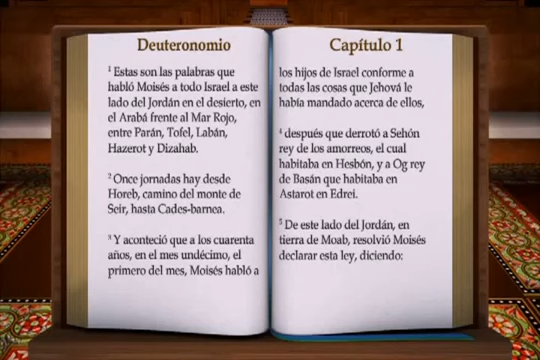 Deuteronomio
¹ Estas son las palabras que
habló Moisés a todo Israel a este
lado del Jordán en el desierto, en
el Arabá frente al Mar Rojo,
entre Parán, Tofel, Labán,
Hazerot y Dizahab.
² Once jornadas hay desde
Horeb, camino del monte de
Seir, hasta Cades-barnea.
³ Y aconteció que a los cuarenta
años, en el mes undécimo, el
primero del mes, Moisés habló a
Capítulo 1
los hijos de Israel conforme a
todas las cosas que Jehová le
había mandado acerca de ellos,
⁴ después que derrotó a Sehón
rey de los amorreos, el cual
habitaba en Hesbón, y a Og rey
de Basán que habitaba en
Astarot en Edrei.
⁵ De este lado del Jordán, en
tierra de Moab, resolvió Moisés
declarar esta ley, diciendo: